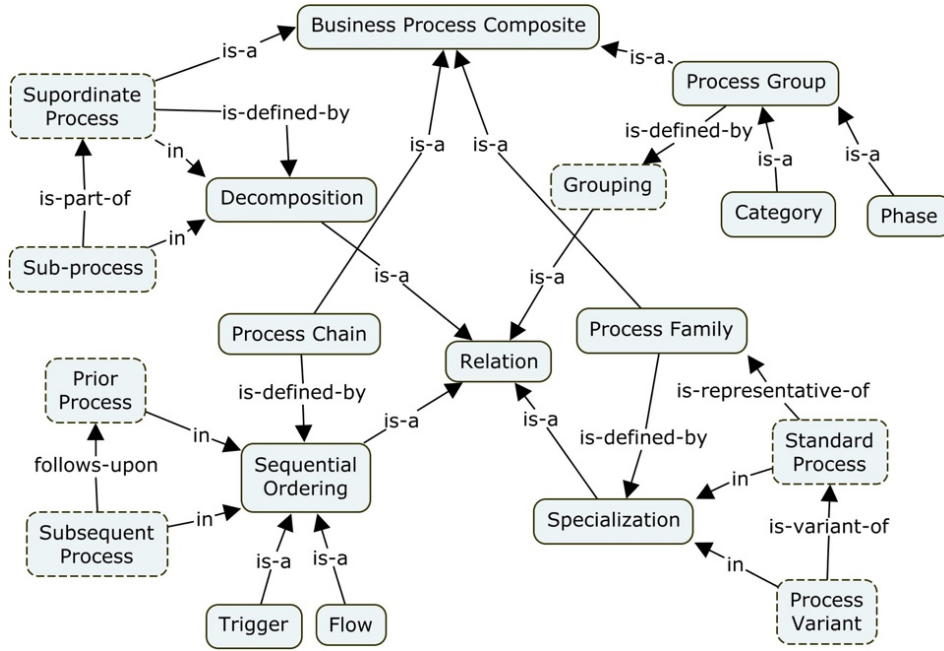 Business Process Composite
is-a
is-a
Process Group
Supordinate
Process
is-defined-by
is-defined-by
in
is-a
is-a
is-a
is-a
Decomposition
Grouping
is-part-of
Category
Phase
in
Sub-process
is-a
is-a
Process Chain
Process Family
Relation
Prior
Process
is-defined-by
is-representative-of
is-a
is-a
in
is-defined-by
Standard
Process
follows-upon
Sequential
Ordering
in
Subsequent
Process
in
Specialization
is-variant-of
is-a
is-a
in
Process
Variant
Trigger
Flow